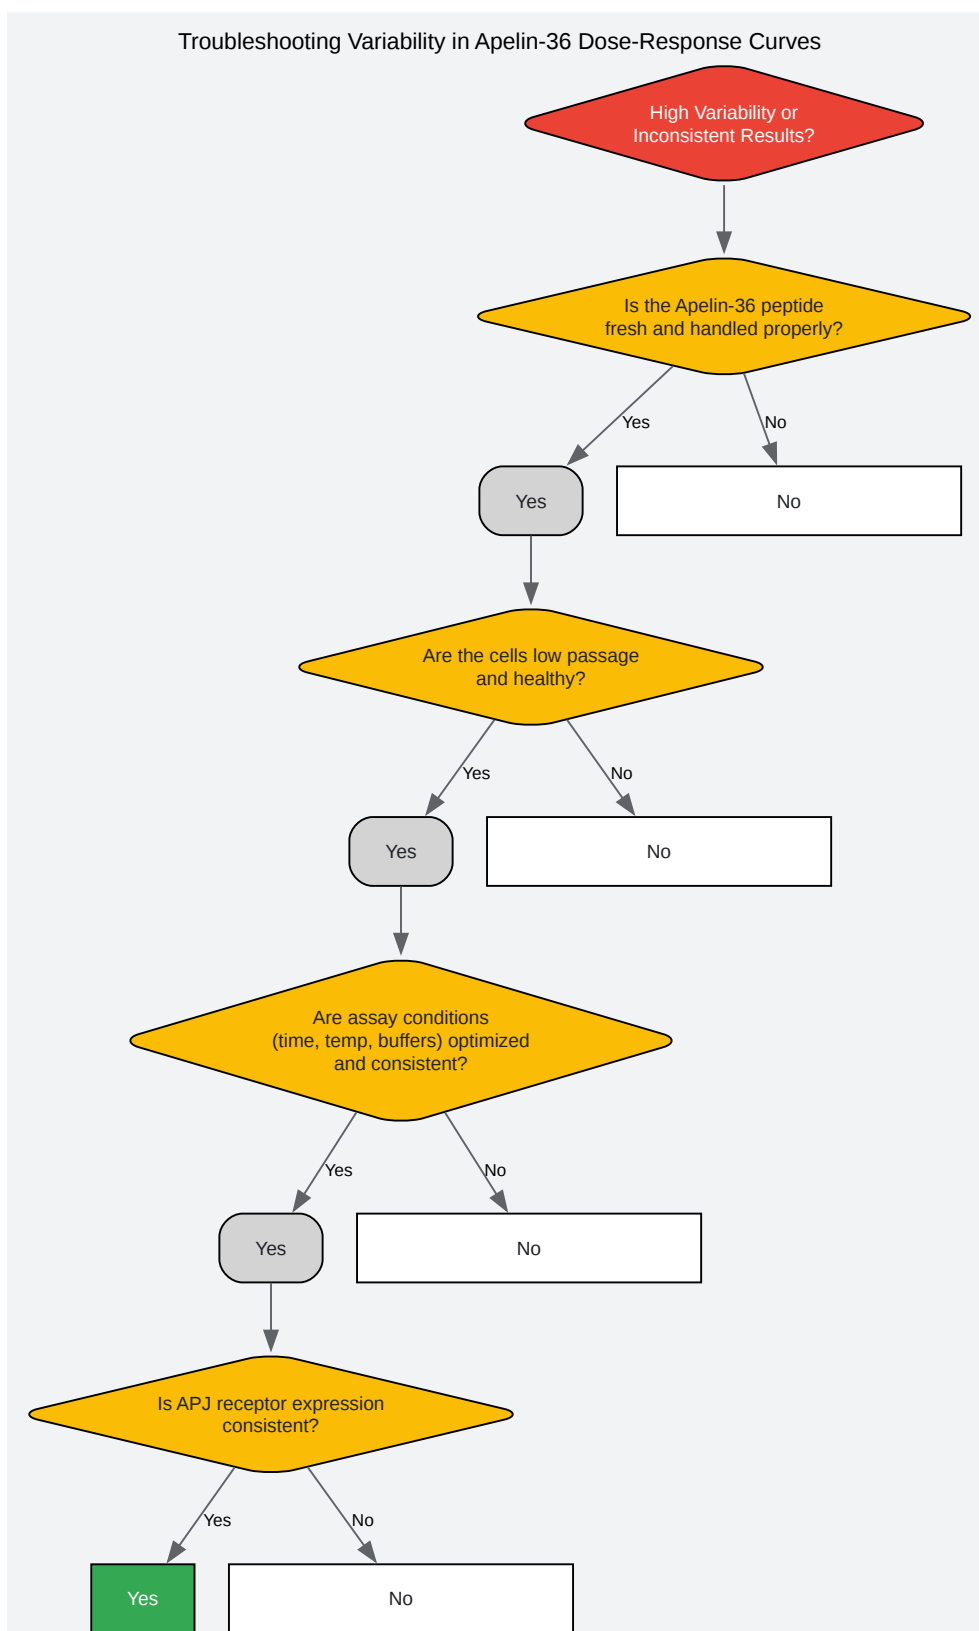 Troubleshooting Variability in Apelin-36 Dose-Response Curves
High Variability or
Inconsistent Results?
Is the Apelin-36 peptide
fresh and handled properly?
Yes
No
Yes
No
Are the cells low passage
and healthy?
Yes
No
Yes
No
Are assay conditions
(time, temp, buffers) optimized
and consistent?
Yes
No
Yes
No
Is APJ receptor expression
consistent?
Yes
No
Yes
No